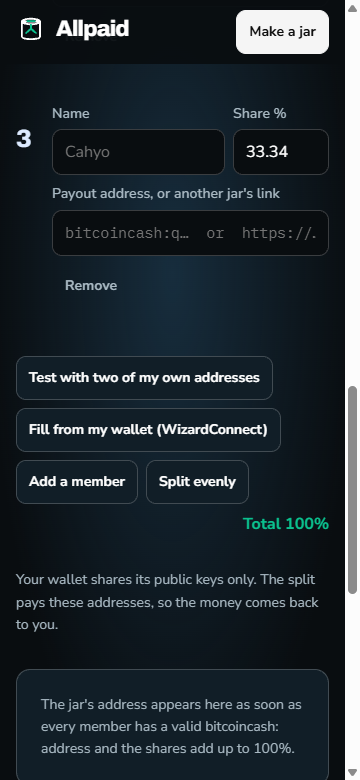 Allpaid
Make a jar
Name
Share %
3
Cahyo
33.34
Payout address, or another jar's link
bitcoincash:q… or https://.
Remove
Test with two of my own addresses
Fill from my wallet (WizardConnect)
Add a member
Split evenly
Total 100%
Your wallet shares its public keys only. The split
pays these addresses, so the money comes back
to you.
The jar's address appears here as soon as
every member has a valid bitcoincash:
address and the shares add up to 100%.